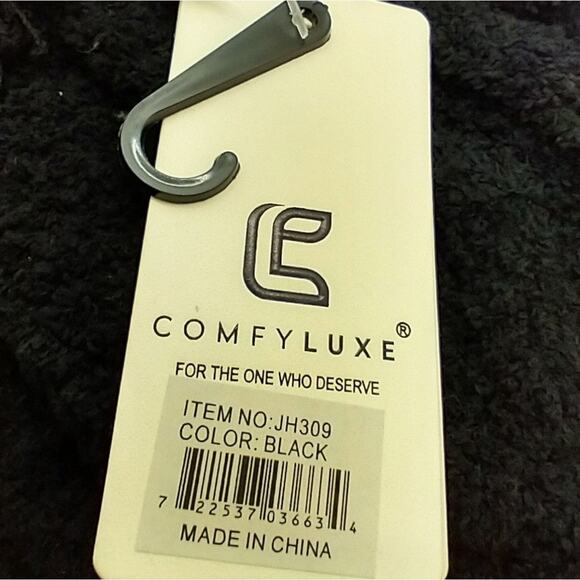 COMFYLUXE®
FOR THE ONE WHO DESERVE
ITEM NO:JH309
COLOR: BLACK
7 22537 03663 4
MADE IN CHINA